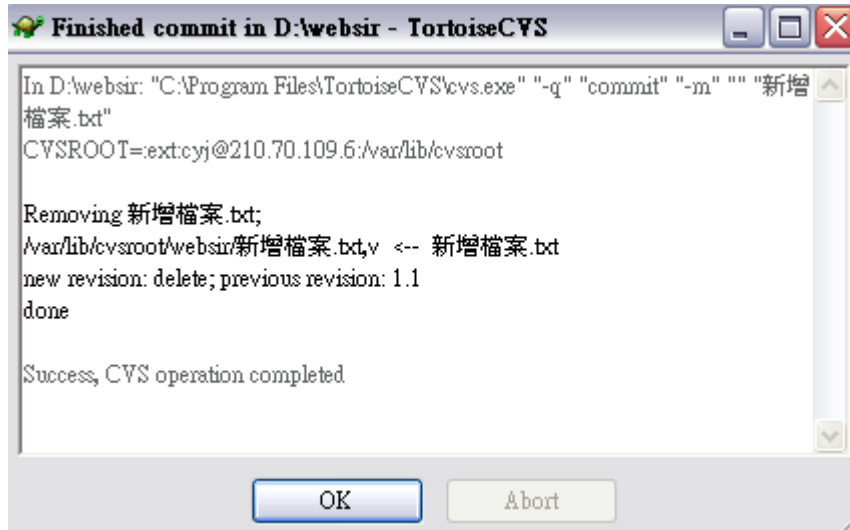 Finished commit in D:\websir - TortoiseCVS
In D:\websir: "C:\Program Files\TortoiseCVS\cvs.exe" "-q" "commit" "-m" "" "新增
檔案.txt"
CVSROOT=:ext:cyj@210.70.109.6:/var/lib/cvsroot
Removing 新增檔案.txt;
/var/lib/cvsroot/websir/新增檔案.txt,v  <--  新增檔案.txt
new revision: delete; previous revision: 1.1
done
Success, CVS operation completed
OK
Abort